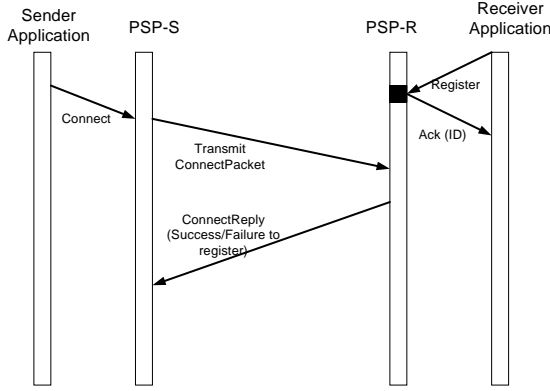 Sender
Application
PSP-S
PSP-R
Receiver
Application
Connect
Register
Ack (ID)
Transmit
ConnectPacket
ConnectReply
(Success/Failure to
register)